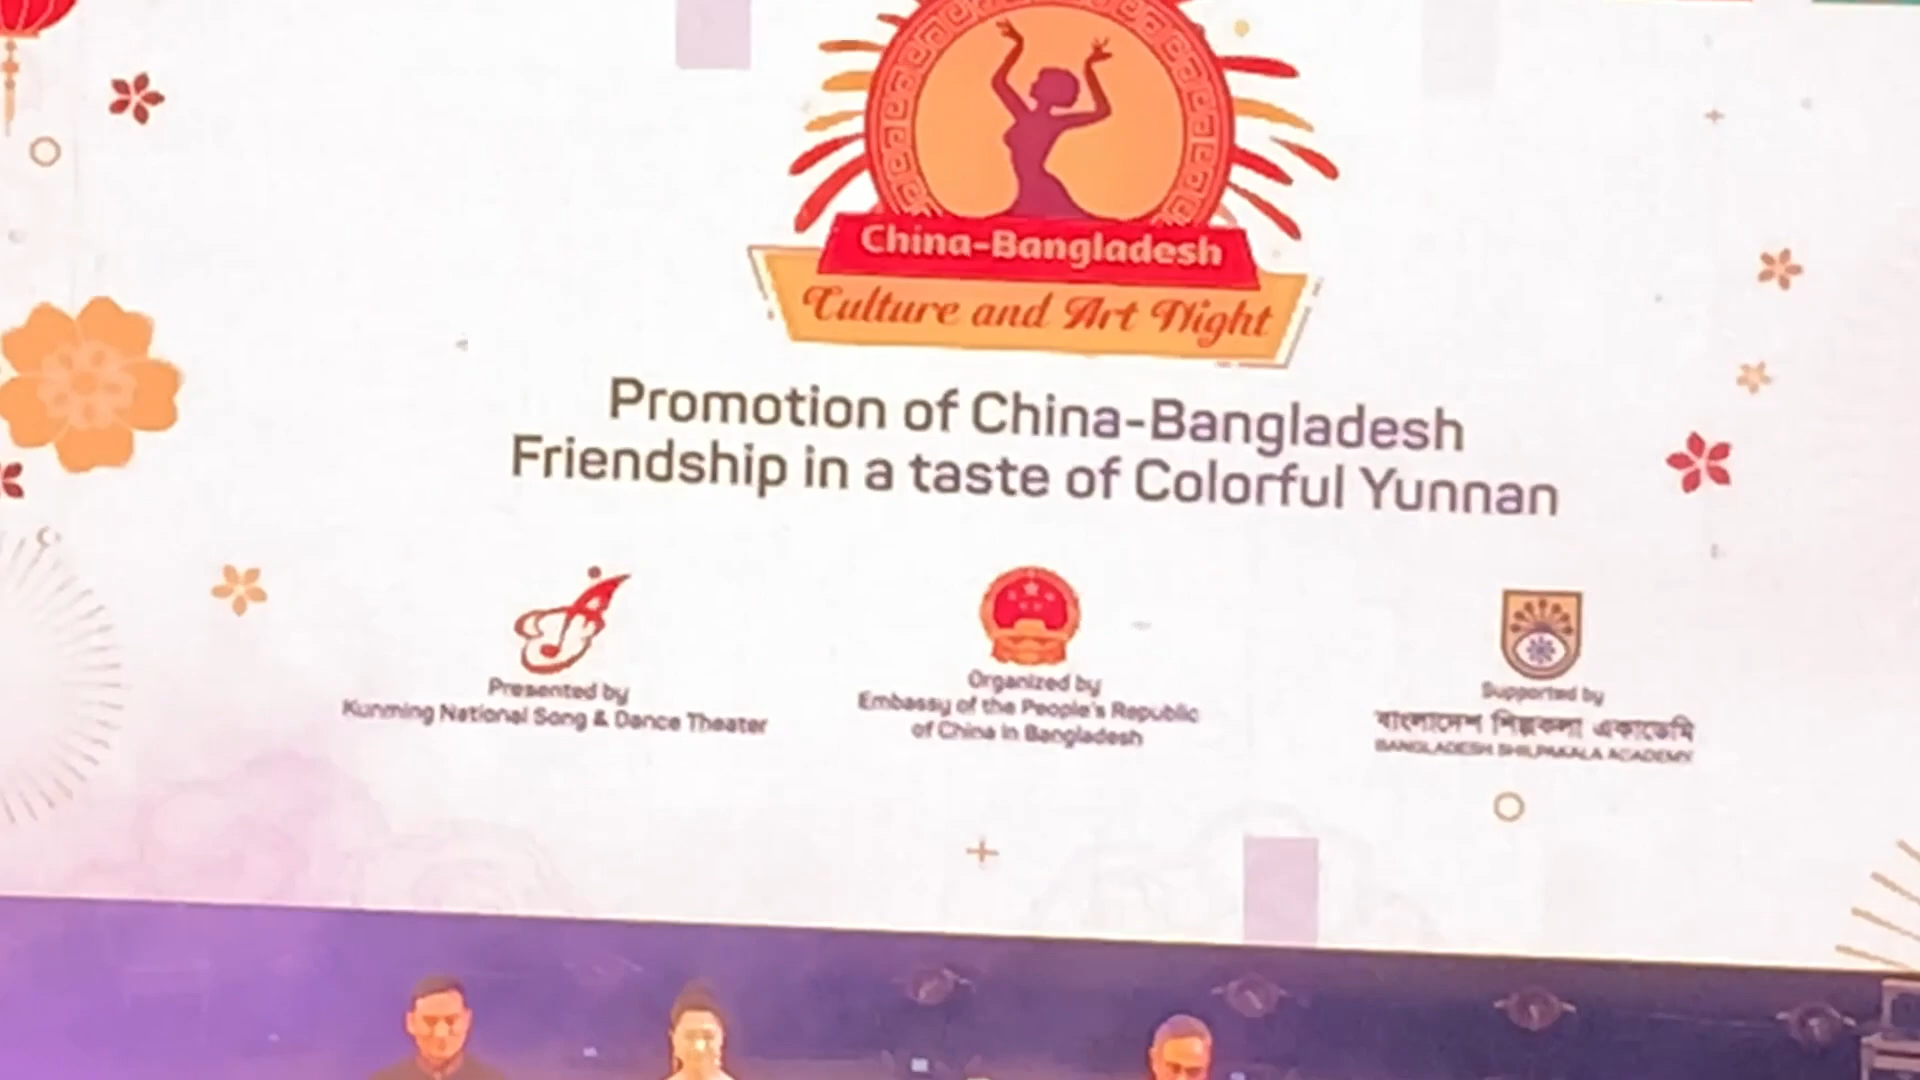 China-Bangladesh
Culture and Art Night
Promotion of China-Bangladesh
Friendship in a taste of Colorful Yunnan
Presented by
Kunming National Song & Dance Theater
Organized by
Embassy of the People's Republic
of China in Bangladesh
Supported by
বাংলাদেশ শিল্পকলা একাডেমি
BANGLADESH SHILPAKALA ACADEMY